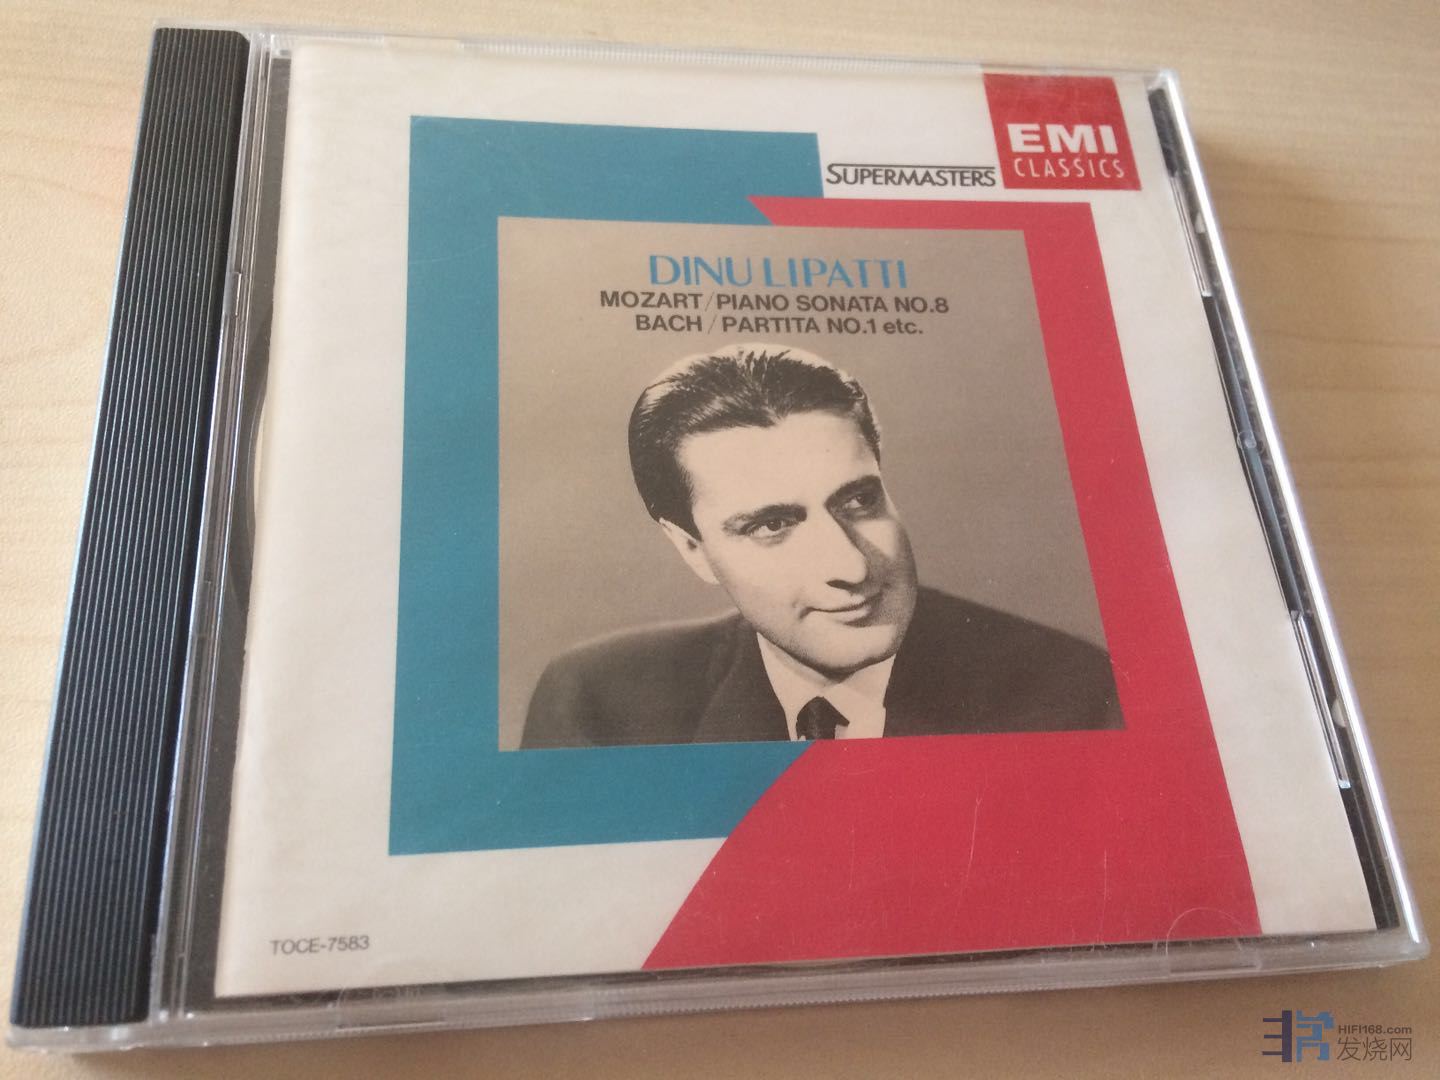 EMI
CLASSICS
SUPERMASTERS
DINU LIPATTI
MOZART/PIANO SONATA NO.8
BACH/PARTITA NO.1 etc.
TOCE-7583
HIFI168.com
发烧网